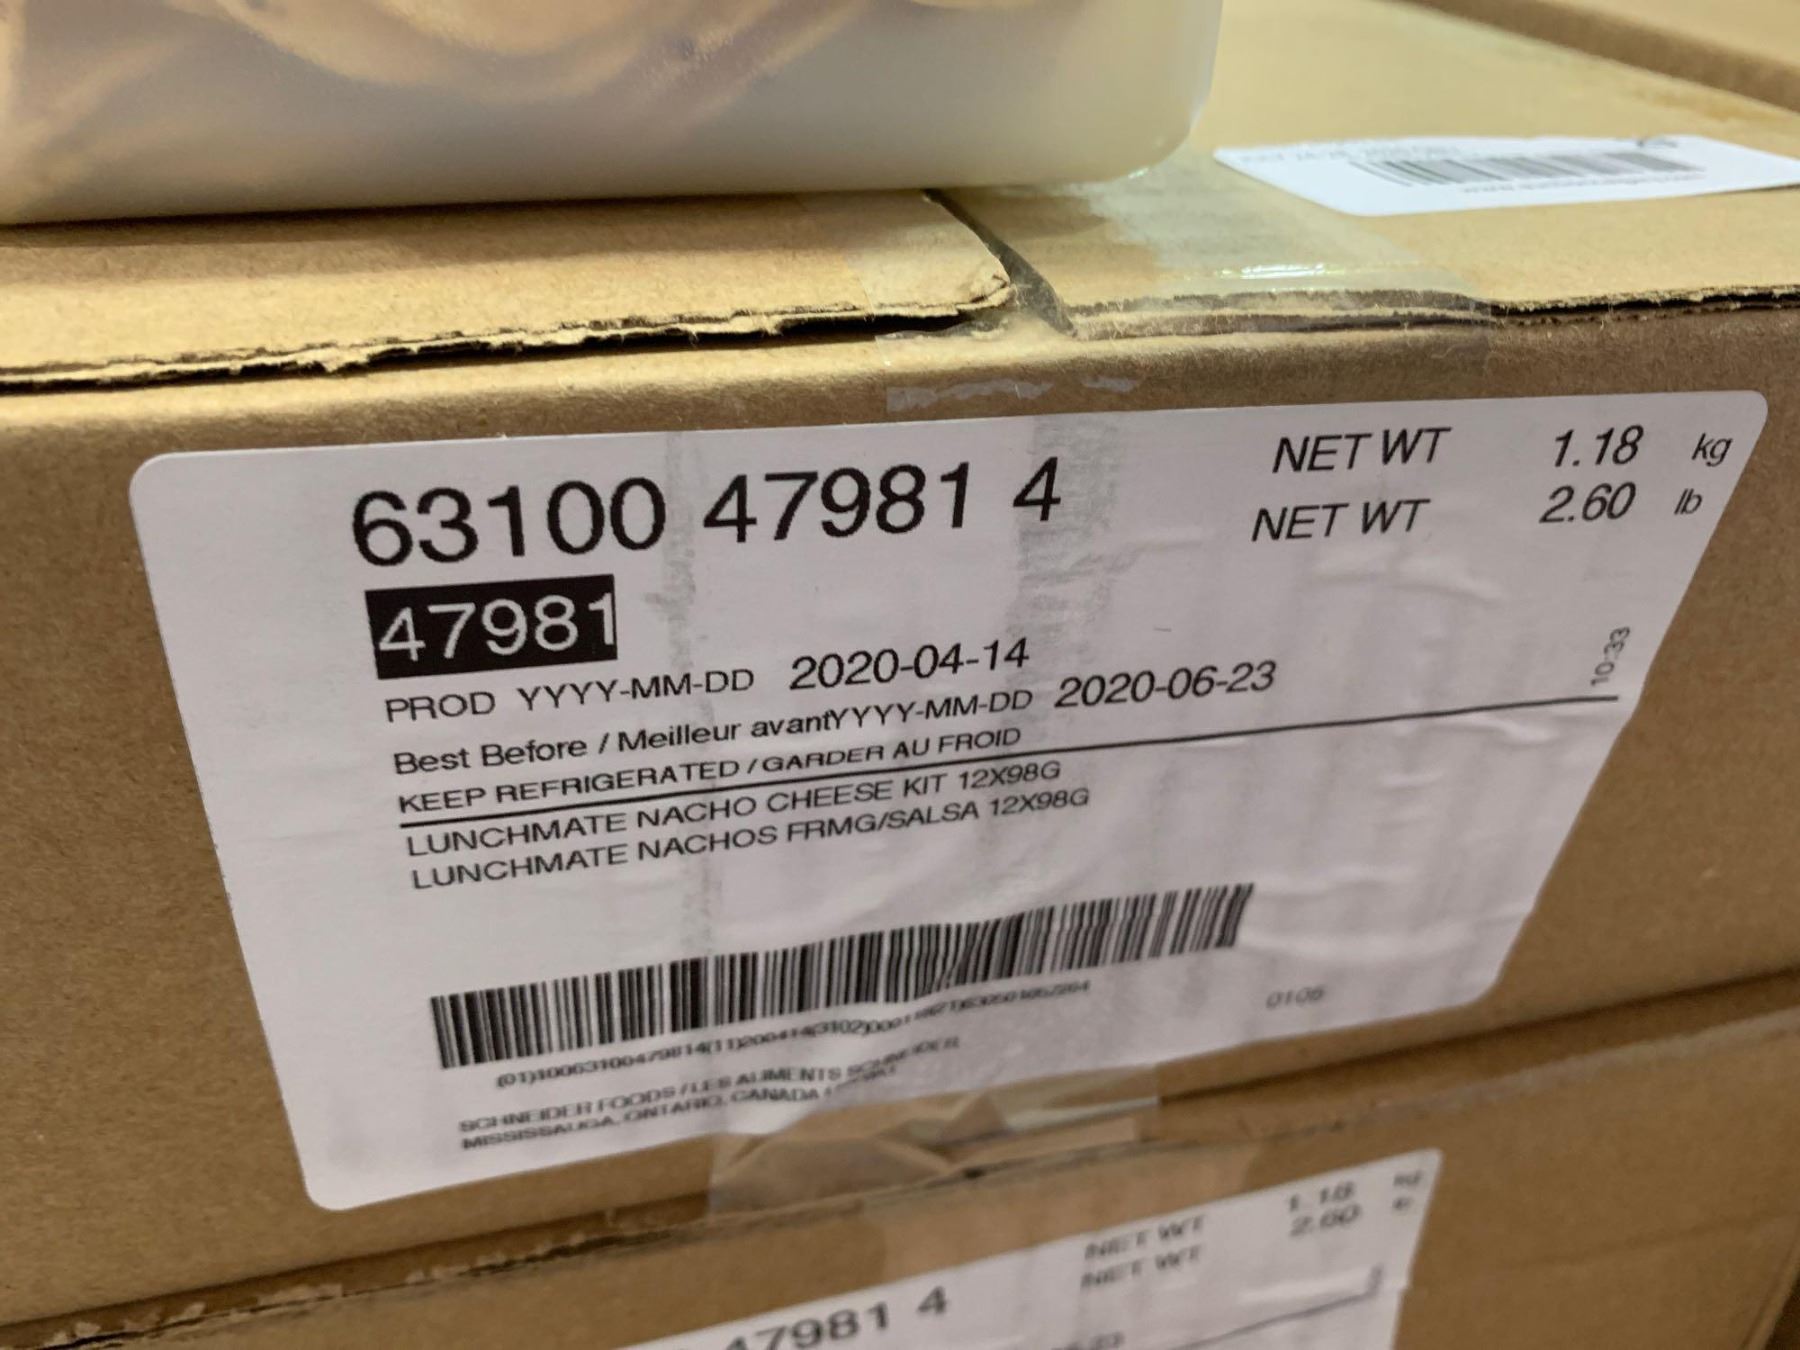 63100 47981 4
NET WT 1.18 kg
NET WT 2.60 lb
47981
PROD YYYY-MM-DD 2020-04-14
Best Before / Meilleur avantYYYY-MM-DD 2020-06-23
10:33
KEEP REFRIGERATED / GARDER AU FROID
LUNCHMATE NACHO CHEESE KIT 12X98G
LUNCHMATE NACHOS FRMG/SALSA 12X98G
0106
SCHNEIDER FOODS / LES ALIMENTS SCHNEIDER
MISSISSAUGA, ONTARIO, CANADA
NET WT 1.18 kg
NET WT 2.60
47981 4